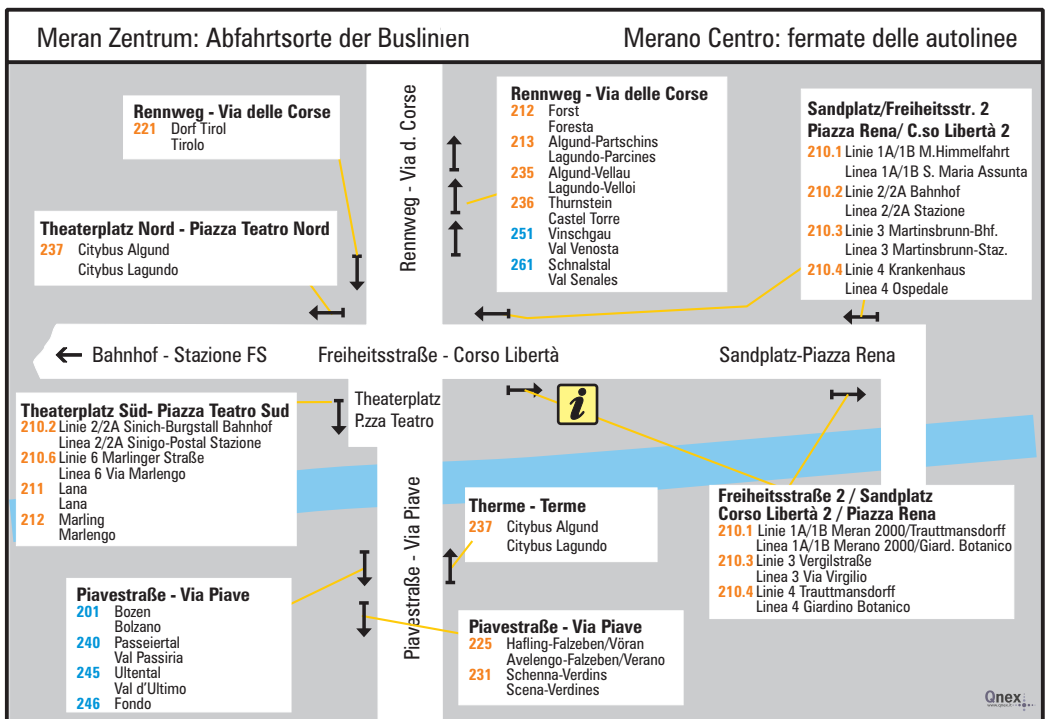 Meran Zentrum: Abfahrtsorte der Buslinien
Merano Centro: fermate delle autolinee
Rennweg - Via delle Corse
221 Dorf Tirol
Tirolo
Theaterplatz Nord - Piazza Teatro Nord
237 Citybus Algund
Citybus Lagundo
Rennweg - Via d. Corse
Rennweg - Via delle Corse
212 Forst
Foresta
213 Algund-Partschins
Lagundo-Parcines
235 Algund-Vellau
Lagundo-Velloi
236 Thurnstein
Castel Torre
251 Vinschgau
Val Venosta
261 Schnalstal
Val Senales
Sandplatz/Freiheitsstr. 2
Piazza Rena/ C.so Libertà 2
210.1 Linie 1A/1B M.Himmelfahrt
Linea 1A/1B S. Maria Assunta
210.2 Linie 2/2A Bahnhof
Linea 2/2A Stazione
210.3 Linie 3 Martinsbrunn-Bhf.
Linea 3 Martinsbrunn-Staz.
210.4 Linie 4 Krankenhaus
Linea 4 Ospedale
Bahnhof - Stazione FS
Freiheitsstraße - Corso Libertà
Sandplatz-Piazza Rena
Theaterplatz
P.zza Teatro
i
Theaterplatz Süd- Piazza Teatro Sud
210.2 Linie 2/2A Sinich-Burgstall Bahnhof
Linea 2/2A Sinigo-Postal Stazione
210.6 Linie 6 Marlinger Straße
Linea 6 Via Marlengo
211 Lana
Lana
212 Marling
Marlengo
Piavestraße - Via Piave
Therme - Terme
237 Citybus Algund
Citybus Lagundo
Freiheitsstraße 2 / Sandplatz
Corso Libertà 2 / Piazza Rena
210.1 Linie 1A/1B Meran 2000/Trauttmansdorff
Linea 1A/1B Merano 2000/Giard. Botanico
210.3 Linie 3 Vergilstraße
Linea 3 Via Virgilio
210.4 Linie 4 Trauttmansdorff
Linea 4 Giardino Botanico
Piavestraße - Via Piave
201 Bozen
Bolzano
240 Passeiertal
Val Passiria
245 Ultental
Val d'Ultimo
246 Fondo
Piavestraße - Via Piave
225 Hafling-Falzeben/Vöran
Avelengo-Falzeben/Verano
231 Schenna-Verdins
Scena-Verdines
Qnex